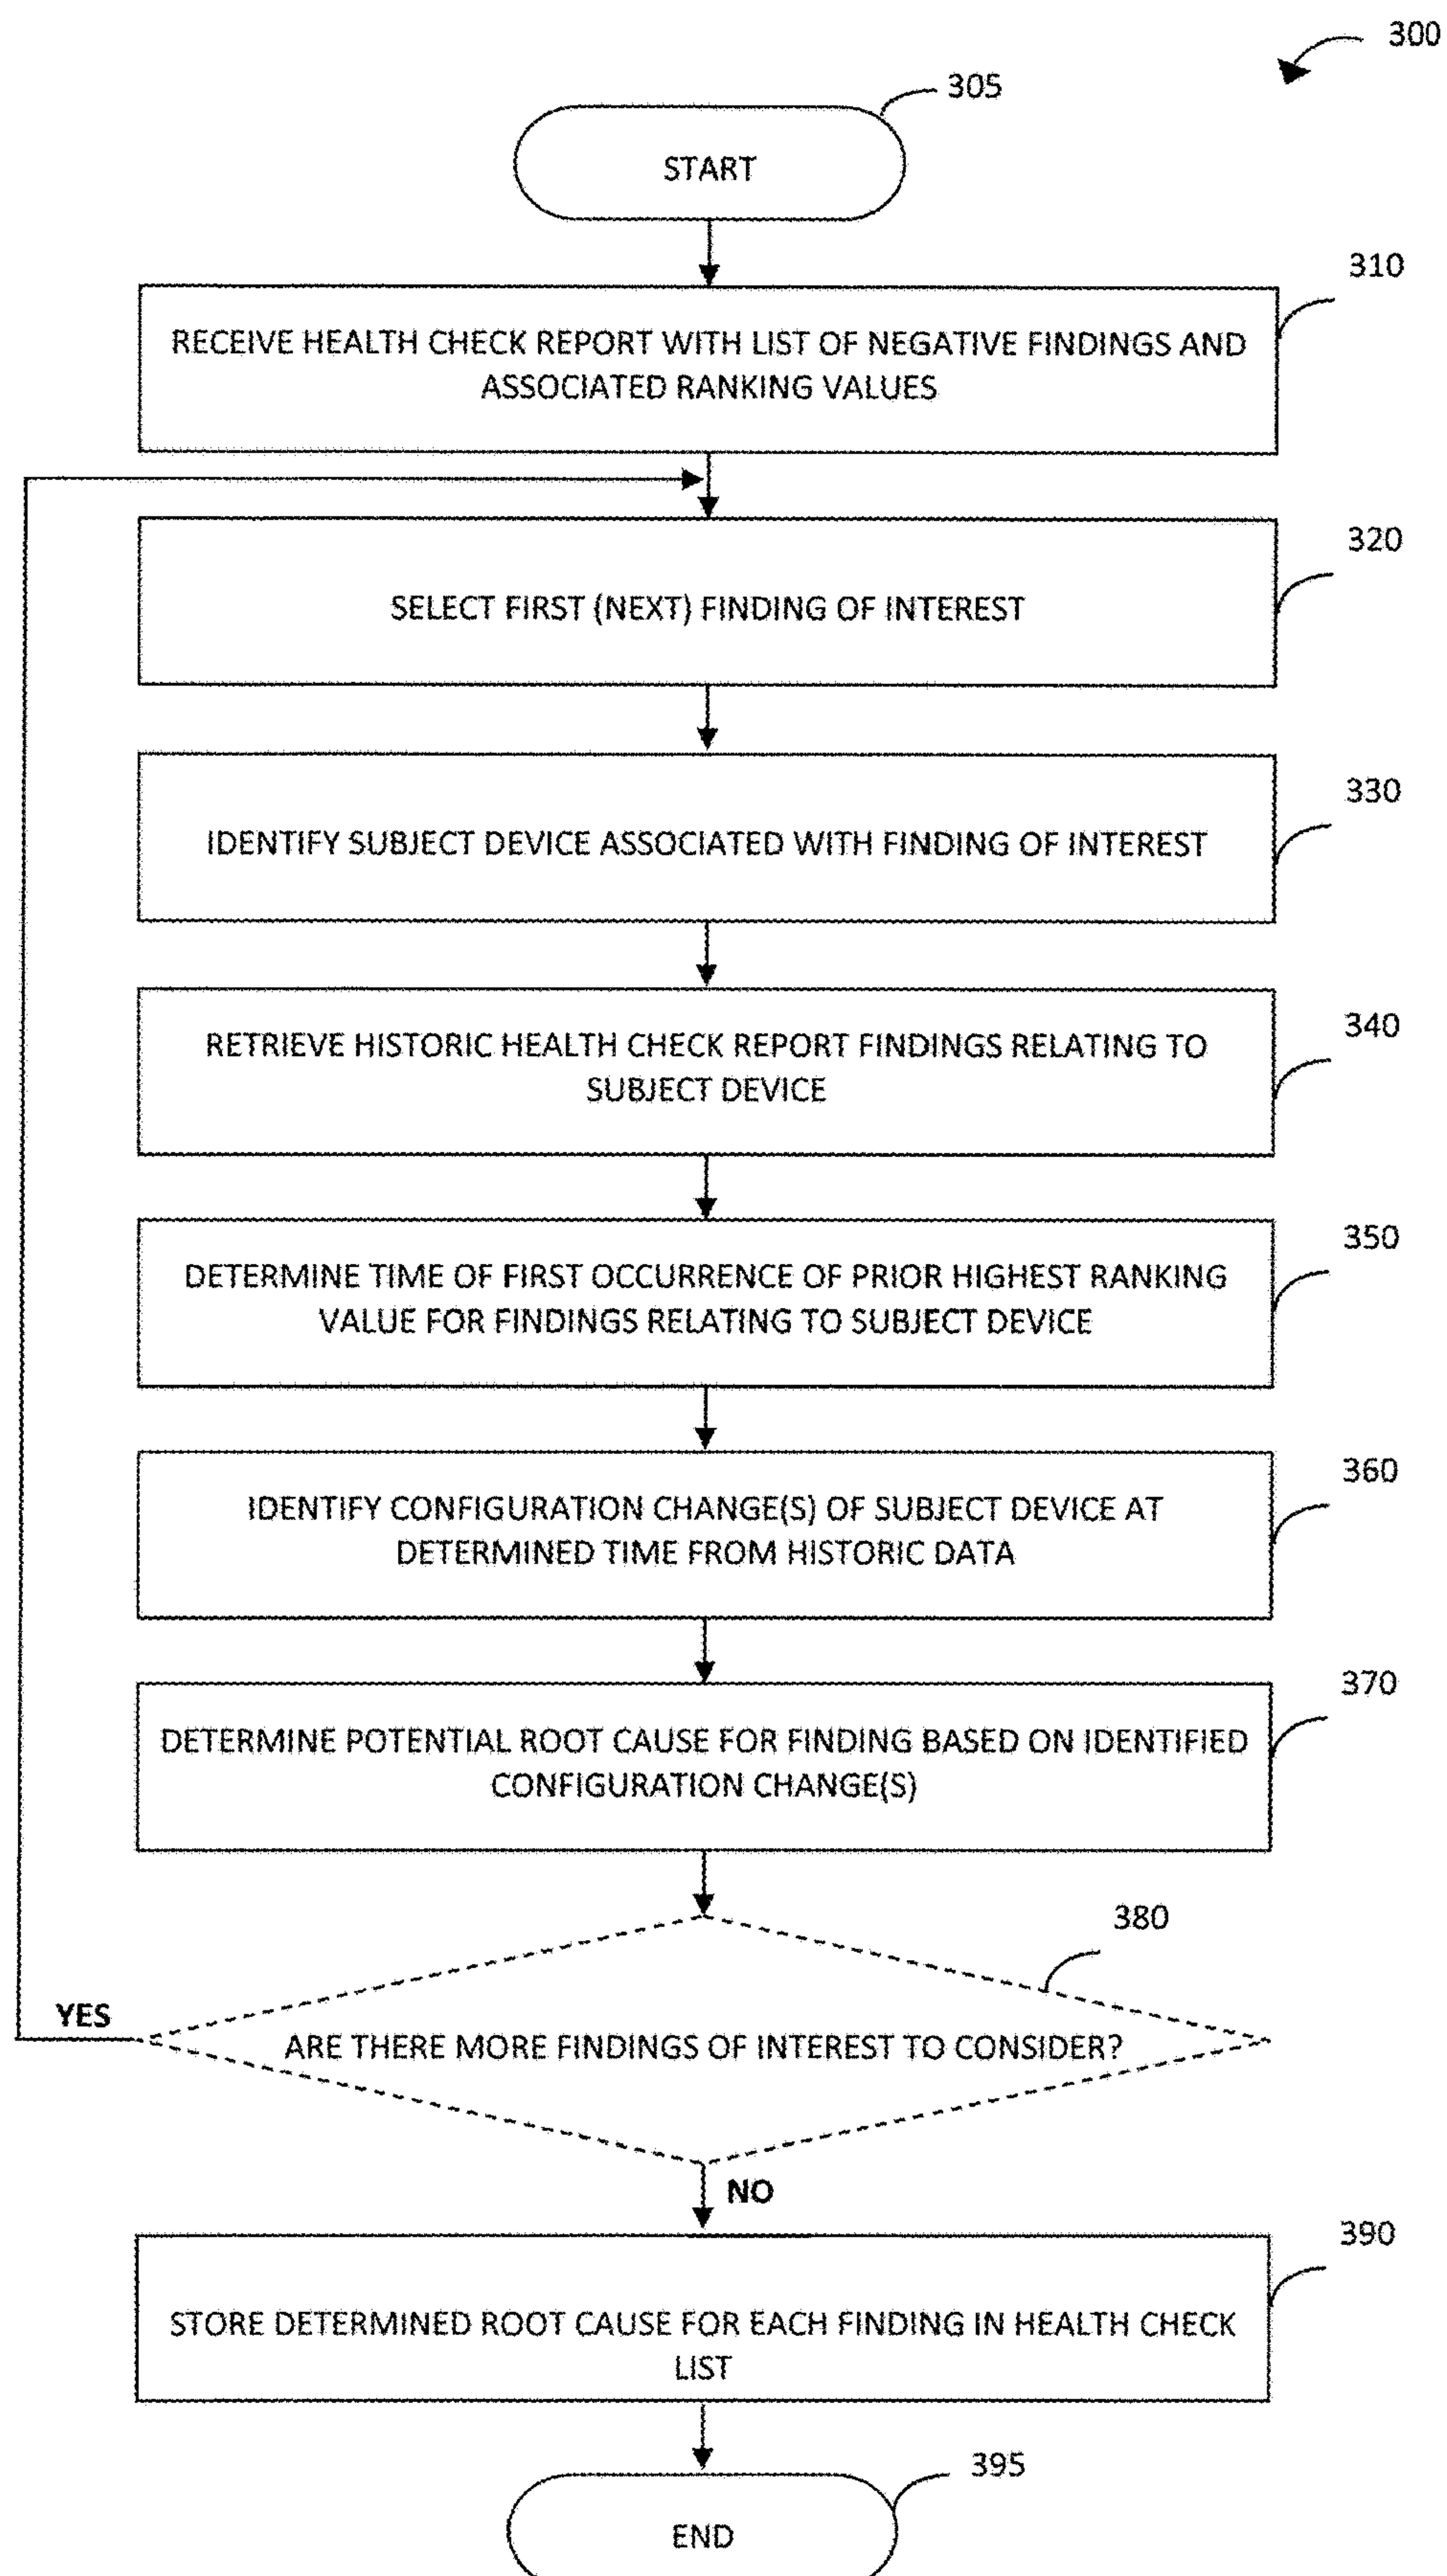 300
305
START
310
RECEIVE HEALTH CHECK REPORT WITH LIST OF NEGATIVE FINDINGS AND
ASSOCIATED RANKING VALUES
320
SELECT FIRST (NEXT) FINDING OF INTEREST
330
IDENTIFY SUBJECT DEVICE ASSOCIATED WITH FINDING OF INTEREST
340
RETRIEVE HISTORIC HEALTH CHECK REPORT FINDINGS RELATING TO
SUBJECT DEVICE
350
DETERMINE TIME OF FIRST OCCURRENCE OF PRIOR HIGHEST RANKING
VALUE FOR FINDINGS RELATING TO SUBJECT DEVICE
360
IDENTIFY CONFIGURATION CHANGE(S) OF SUBJECT DEVICE AT
DETERMINED TIME FROM HISTORIC DATA
370
DETERMINE POTENTIAL ROOT CAUSE FOR FINDING BASED ON IDENTIFIED
CONFIGURATION CHANGE(S)
380
YES
ARE THERE MORE FINDINGS OF INTEREST TO CONSIDER?
NO
390
STORE DETERMINED ROOT CAUSE FOR EACH FINDING IN HEALTH CHECK
LIST
395
END